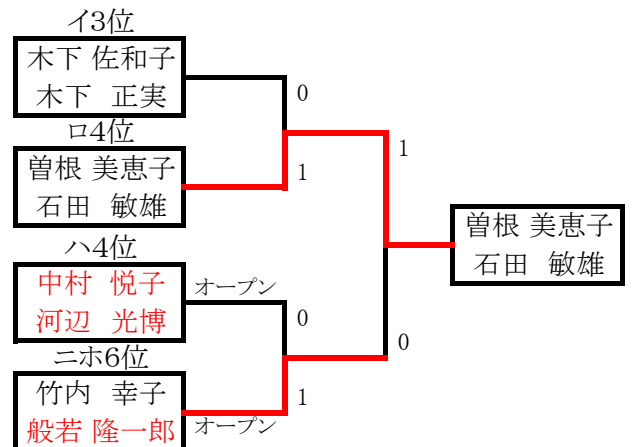 イ3位
木下 佐和子
木下 正実
0
ロ4位
1
曽根 美恵子
1
石田 敏雄
曽根 美恵子
石田 敏雄
ハ4位
中村 悦子
オープン
河辺 光博
0
0
ニホ6位
竹内 幸子
1
般若 隆一郎
オープン